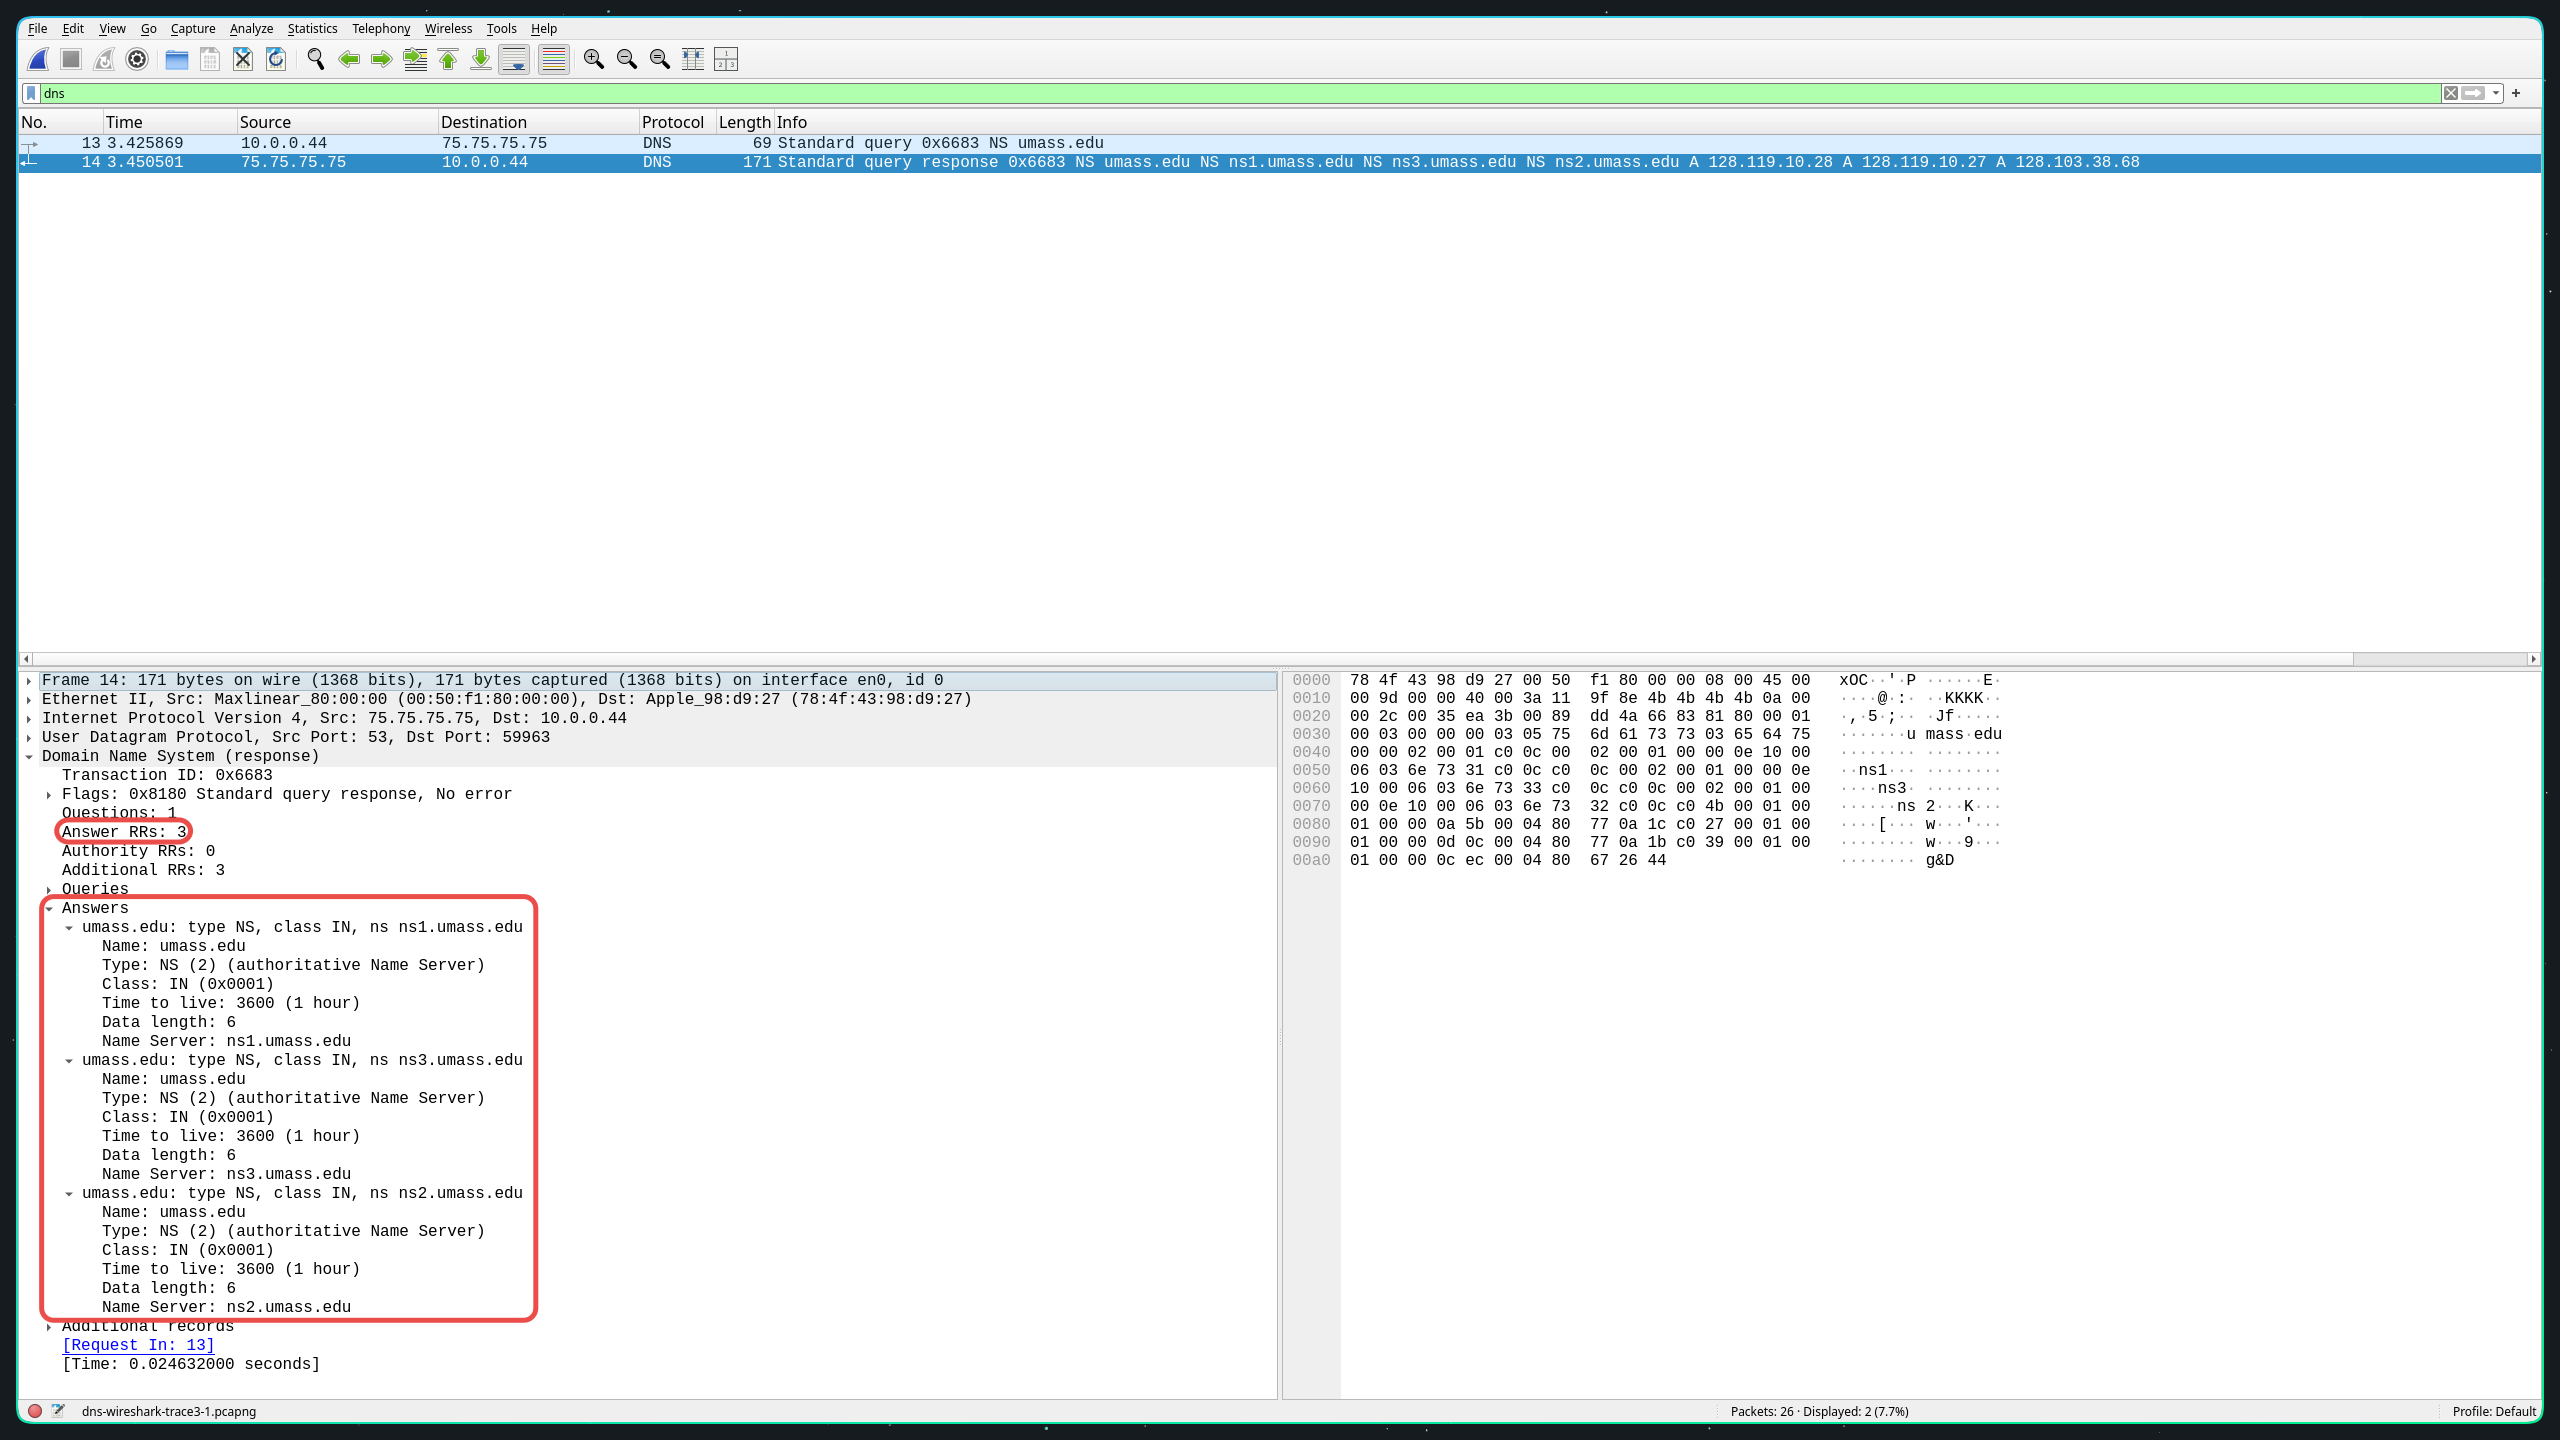 File Edit View Go Capture Analyze Statistics Telephony Wireless Tools Help
dns
No. Time Source Destination Protocol Length Info
13 3.425869 10.0.0.44 75.75.75.75 DNS 69 Standard query 0x6683 NS umass.edu
14 3.450501 75.75.75.75 10.0.0.44 DNS 171 Standard query response 0x6683 NS umass.edu NS ns1.umass.edu NS ns3.umass.edu NS ns2.umass.edu A 128.119.10.28 A 128.119.10.27 A 128.103.38.68
Frame 14: 171 bytes on wire (1368 bits), 171 bytes captured (1368 bits) on interface en0, id 0
Ethernet II, Src: Maxlinear_80:00:00 (00:50:f1:80:00:00), Dst: Apple_98:d9:27 (78:4f:43:98:d9:27)
Internet Protocol Version 4, Src: 75.75.75.75, Dst: 10.0.0.44
User Datagram Protocol, Src Port: 53, Dst Port: 59963
Domain Name System (response)
Transaction ID: 0x6683
Flags: 0x8180 Standard query response, No error
Questions: 1
Answer RRs: 3
Authority RRs: 0
Additional RRs: 3
Queries
Answers
umass.edu: type NS, class IN, ns ns1.umass.edu
Name: umass.edu
Type: NS (2) (authoritative Name Server)
Class: IN (0x0001)
Time to live: 3600 (1 hour)
Data length: 6
Name Server: ns1.umass.edu
umass.edu: type NS, class IN, ns ns3.umass.edu
Name: umass.edu
Type: NS (2) (authoritative Name Server)
Class: IN (0x0001)
Time to live: 3600 (1 hour)
Data length: 6
Name Server: ns3.umass.edu
umass.edu: type NS, class IN, ns ns2.umass.edu
Name: umass.edu
Type: NS (2) (authoritative Name Server)
Class: IN (0x0001)
Time to live: 3600 (1 hour)
Data length: 6
Name Server: ns2.umass.edu
Additional records
[Request In: 13]
[Time: 0.024632000 seconds]
0000 78 4f 43 98 d9 27 00 50 f1 80 00 00 08 00 45 00 xOC··'·P ······E·
0010 00 9d 00 00 40 00 3a 11 9f 8e 4b 4b 4b 4b 0a 00 ····@·:· ··KKKK··
0020 00 2c 00 35 ea 3b 00 89 dd 4a 66 83 81 80 00 01 ·,·5·;·· ·Jf·····
0030 00 03 00 00 00 03 05 75 6d 61 73 73 03 65 64 75 ·······u mass·edu
0040 00 00 02 00 01 c0 0c 00 02 00 01 00 00 0e 10 00 ········ ········
0050 06 03 6e 73 31 c0 0c c0 0c 00 02 00 01 00 00 0e ··ns1··· ········
0060 10 00 06 03 6e 73 33 c0 0c c0 0c 00 02 00 01 00 ····ns3· ········
0070 00 0e 10 00 06 03 6e 73 32 c0 0c c0 4b 00 01 00 ······ns 2···K···
0080 01 00 00 0a 5b 00 04 80 77 0a 1c c0 27 00 01 00 ····[··· w···'···
0090 01 00 00 0d 0c 00 04 80 77 0a 1b c0 39 00 01 00 ········ w···9···
00a0 01 00 00 0c ec 00 04 80 67 26 44 ········ g&D
dns-wireshark-trace3-1.pcapng Packets: 26 · Displayed: 2 (7.7%) Profile: Default